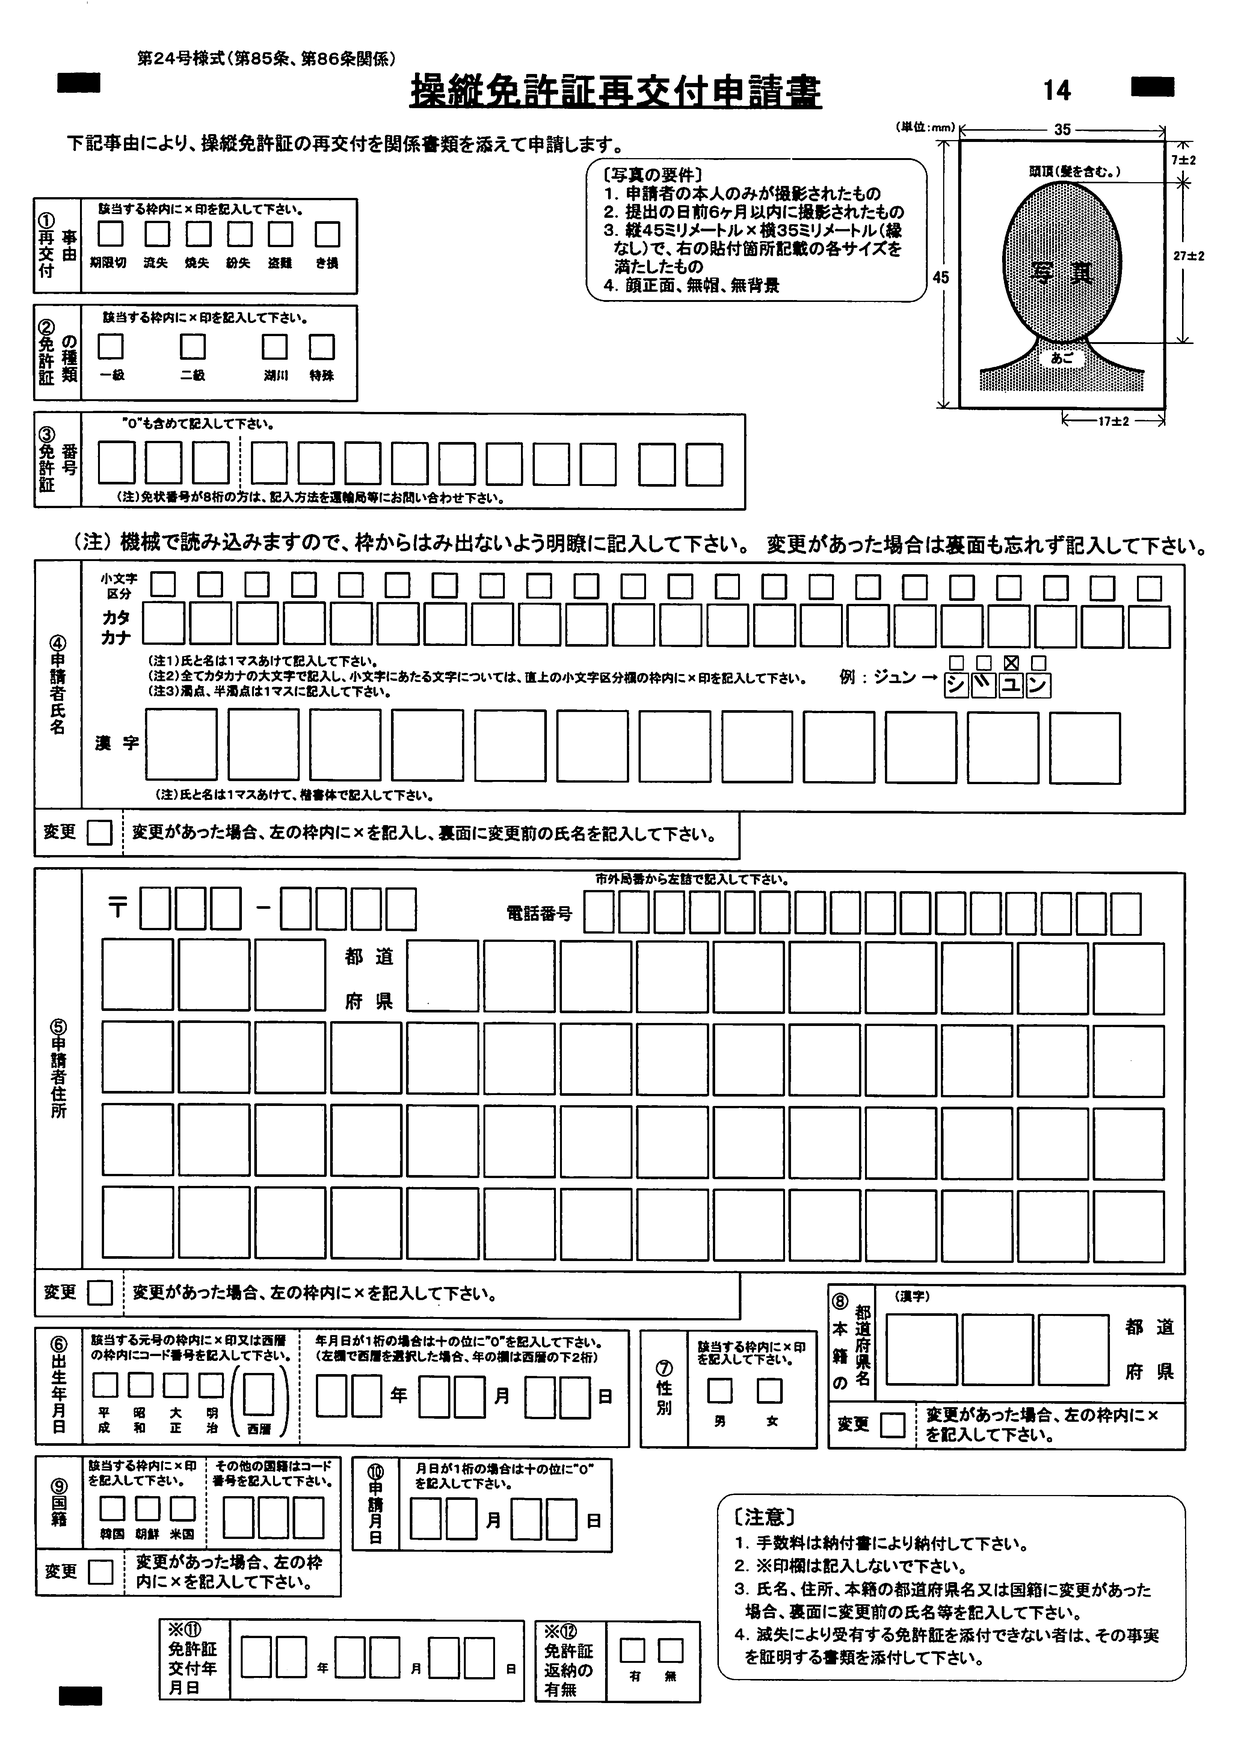 第24号様式(第85条、第86条関係)
操縦免許証再交付申請書
14
下記事由により、操縦免許証の再交付を関係書類を添えて申請します。
〔写真の要件〕
1. 申請者の本人のみが撮影されたもの
2. 提出の日前6ヶ月以内に撮影されたもの
3. 縦45ミリメートル×横35ミリメートル(縁
なし)で、右の貼付箇所記載の各サイズを
満たしたもの
4. 顔正面、無帽、無背景
(単位:mm)
35
7±2
頭頂(髪を含む。)
27±2
45
写 真
あご
17±2
①再交付事由
該当する枠内に×印を記入して下さい。
期限切 流失 焼失 紛失 盗難 き損
②免許証の種類
該当する枠内に×印を記入して下さい。
一級 二級 湖川 特殊
③免許証番号
"0"も含めて記入して下さい。
(注)免状番号が8桁の方は、記入方法を運輸局等にお問い合わせ下さい。
(注) 機械で読み込みますので、枠からはみ出ないよう明瞭に記入して下さい。 変更があった場合は裏面も忘れず記入して下さい。
④申請者氏名
小文字
区分
カタ
カナ
(注1)氏と名は1マスあけて記入して下さい。
(注2)全てカタカナの大文字で記入し、小文字にあたる文字については、直上の小文字区分欄の枠内に×印を記入して下さい。
(注3)濁点、半濁点は1マスに記入して下さい。
例:ジュン→ シ〃ユン
漢 字
(注)氏と名は1マスあけて、楷書体で記入して下さい。
変更
変更があった場合、左の枠内に×を記入し、裏面に変更前の氏名を記入して下さい。
⑤申請者住所
市外局番から左詰で記入して下さい。
〒 −
電話番号
都 道
府 県
変更
変更があった場合、左の枠内に×を記入して下さい。
⑥出生年月日
該当する元号の枠内に×印又は西暦
の枠内にコード番号を記入して下さい。
平成 昭和 大正 明治 (西暦)
年月日が1桁の場合は十の位に"0"を記入して下さい。
(左欄で西暦を選択した場合、年の欄は西暦の下2桁)
年 月 日
⑦性別
該当する枠内に×印
を記入して下さい。
男 女
⑧本籍の都道府県名
(漢字)
都 道
府 県
変更
変更があった場合、左の枠内に×
を記入して下さい。
⑨国籍
該当する枠内に×印
を記入して下さい。
韓国 朝鮮 米国
その他の国籍はコード
番号を記入して下さい。
変更
変更があった場合、左の枠
内に×を記入して下さい。
⑩申請月日
月日が1桁の場合は十の位に"0"
を記入して下さい。
月 日
〔注意〕
1. 手数料は納付書により納付して下さい。
2. ※印欄は記入しないで下さい。
3. 氏名、住所、本籍の都道府県名又は国籍に変更があった
場合、裏面に変更前の氏名等を記入して下さい。
4. 滅失により受有する免許証を添付できない者は、その事実
を証明する書類を添付して下さい。
※⑪
免許証
交付年
月日
年 月 日
※⑫
免許証
返納の
有無
有 無